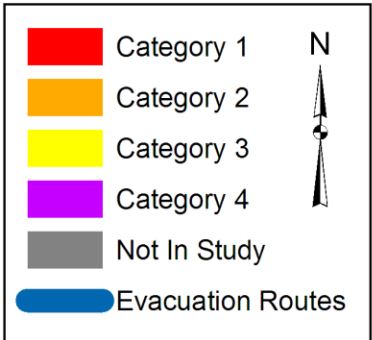 Category 1
N
Category 2
Category 3
Category 4
Not In Study
Evacuation Routes